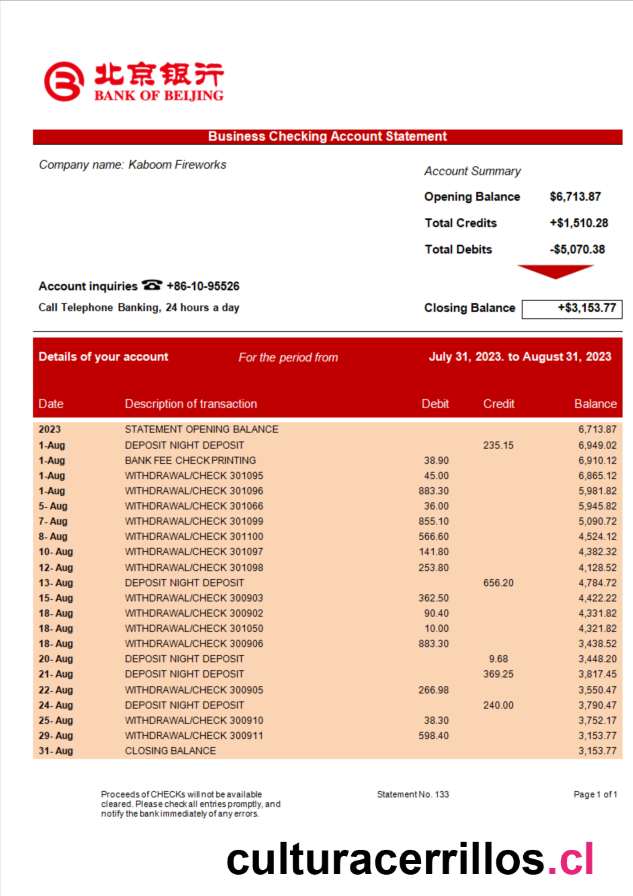 北京银行
BANK OF BEIJING
Business Checking Account Statement
Company name: Kaboom Fireworks
Account Summary
Opening Balance $6,713.87
Total Credits +$1,510.28
Total Debits -$5,070.38
Account inquiries ☎ +86-10-95526
Call Telephone Banking, 24 hours a day
Closing Balance +$3,153.77
Details of your account For the period from July 31, 2023. to August 31, 2023
Date Description of transaction Debit Credit Balance
2023 STATEMENT OPENING BALANCE 6,713.87
1-Aug DEPOSIT NIGHT DEPOSIT 235.15 6,949.02
1-Aug BANK FEE CHECK PRINTING 38.90 6,910.12
1-Aug WITHDRAWAL/CHECK 301095 45.00 6,865.12
1-Aug WITHDRAWAL/CHECK 301096 883.30 5,981.82
5- Aug WITHDRAWAL/CHECK 301066 36.00 5,945.82
7- Aug WITHDRAWAL/CHECK 301099 855.10 5,090.72
8- Aug WITHDRAWAL/CHECK 301100 566.60 4,524.12
10- Aug WITHDRAWAL/CHECK 301097 141.80 4,382.32
12- Aug WITHDRAWAL/CHECK 301098 253.80 4,128.52
13- Aug DEPOSIT NIGHT DEPOSIT 656.20 4,784.72
15- Aug WITHDRAWAL/CHECK 300903 362.50 4,422.22
18- Aug WITHDRAWAL/CHECK 300902 90.40 4,331.82
18- Aug WITHDRAWAL/CHECK 301050 10.00 4,321.82
18- Aug WITHDRAWAL/CHECK 300906 883.30 3,438.52
20- Aug DEPOSIT NIGHT DEPOSIT 9.68 3,448.20
21- Aug DEPOSIT NIGHT DEPOSIT 369.25 3,817.45
22- Aug WITHDRAWAL/CHECK 300905 266.98 3,550.47
24- Aug DEPOSIT NIGHT DEPOSIT 240.00 3,790.47
25- Aug WITHDRAWAL/CHECK 300910 38.30 3,752.17
29- Aug WITHDRAWAL/CHECK 300911 598.40 3,153.77
31- Aug CLOSING BALANCE 3,153.77
Proceeds of CHECKs will not be available
cleared. Please check all entries promptly, and
notify the bank immediately of any errors.
Statement No. 133
Page 1 of 1
culturacerrillos.cl